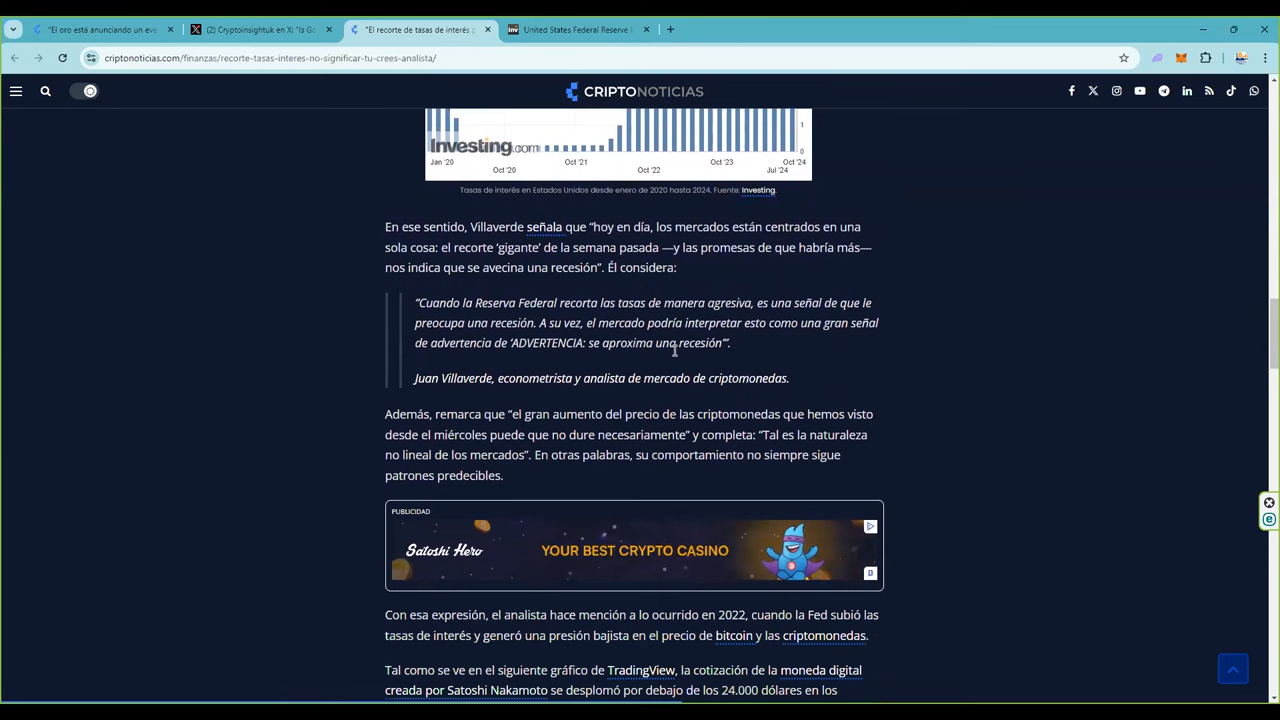 "El oro está anunciando un eve
(2) Cryptoinsightuk en X: "Is Go
"El recorte de tasas de interés p
United States Federal Reserve I
criptonoticias.com/finanzas/recorte-tasas-interes-no-significar-tu-crees-analista/
CRIPTONOTICIAS
1
Investing.com
0
Jan '20
Oct '20
Oct '21
Oct '22
Oct '23
Jul '24
Oct '24
Tasas de interés en Estados Unidos desde enero de 2020 hasta 2024. Fuente: Investing.
En ese sentido, Villaverde señala que “hoy en día, los mercados están centrados en una
sola cosa: el recorte ‘gigante’ de la semana pasada —y las promesas de que habría más—
nos indica que se avecina una recesión”. Él considera:
“Cuando la Reserva Federal recorta las tasas de manera agresiva, es una señal de que le
preocupa una recesión. A su vez, el mercado podría interpretar esto como una gran señal
de advertencia de ‘ADVERTENCIA: se aproxima una recesión’”.
Juan Villaverde, econometrista y analista de mercado de criptomonedas.
Además, remarca que “el gran aumento del precio de las criptomonedas que hemos visto
desde el miércoles puede que no dure necesariamente” y completa: “Tal es la naturaleza
no lineal de los mercados”. En otras palabras, su comportamiento no siempre sigue
patrones predecibles.
PUBLICIDAD
Satoshi Hero
YOUR BEST CRYPTO CASINO
Con esa expresión, el analista hace mención a lo ocurrido en 2022, cuando la Fed subió las
tasas de interés y generó una presión bajista en el precio de bitcoin y las criptomonedas.
Tal como se ve en el siguiente gráfico de TradingView, la cotización de la moneda digital
creada por Satoshi Nakamoto se desplomó por debajo de los 24.000 dólares en los